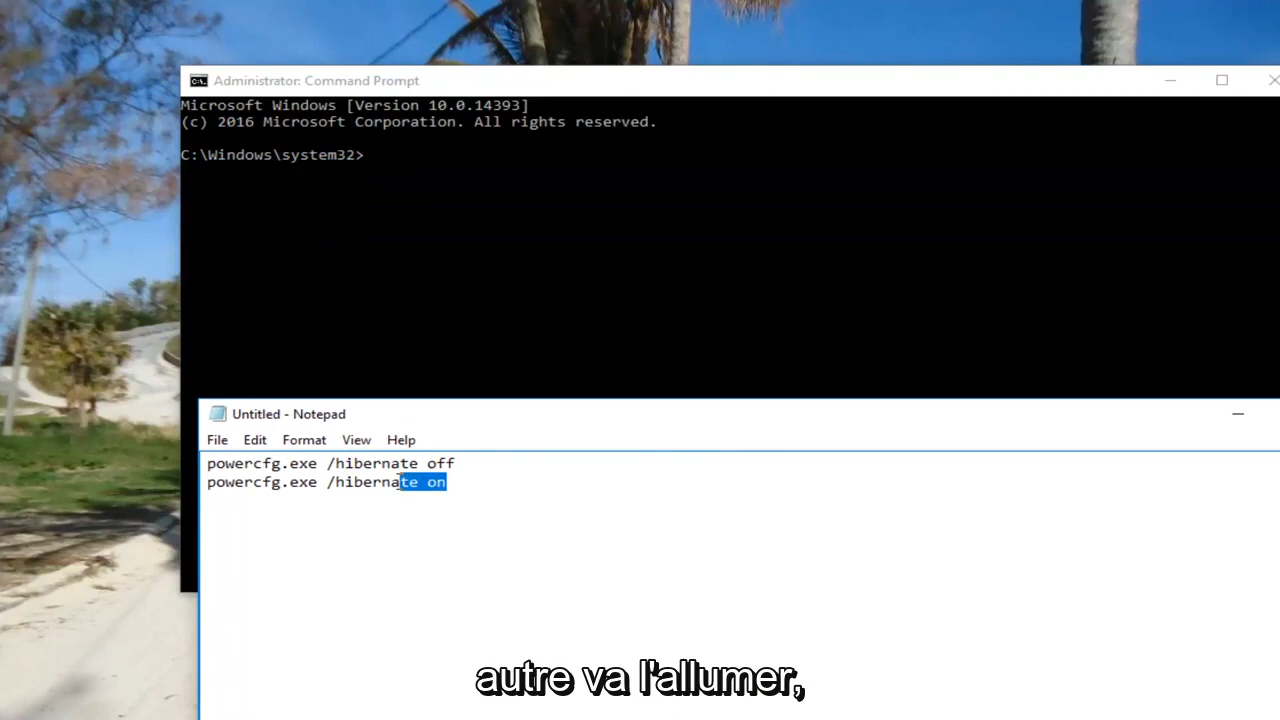 Administrator: Command Prompt
Microsoft Windows [Version 10.0.14393]
(c) 2016 Microsoft Corporation. All rights reserved.
C:\Windows\system32>
Untitled - Notepad
File Edit Format View Help
powercfg.exe /hibernate off
powercfg.exe /hibernate on
autre va l'allumer,